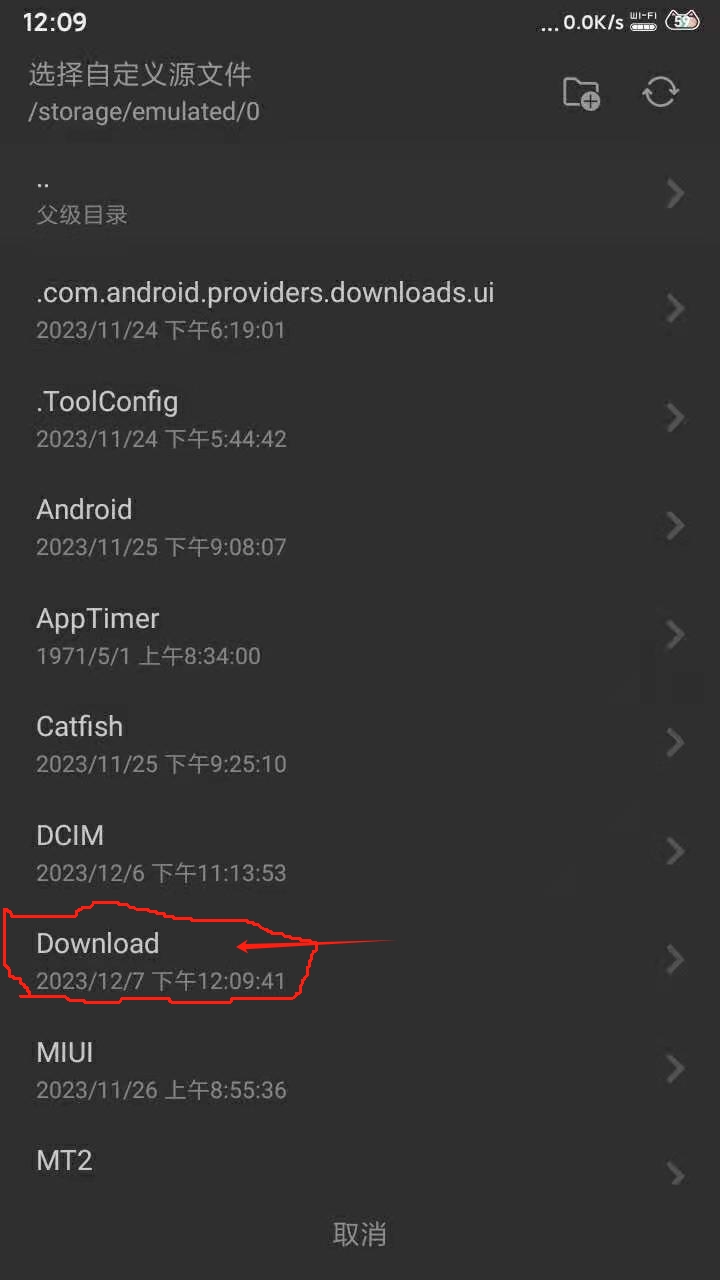 12:09
... 0.0K/s WI-FI 59
选择自定义源文件
/storage/emulated/0
..
父级目录
.com.android.providers.downloads.ui
2023/11/24 下午6:19:01
.ToolConfig
2023/11/24 下午5:44:42
Android
2023/11/25 下午9:08:07
AppTimer
1971/5/1 上午8:34:00
Catfish
2023/11/25 下午9:25:10
DCIM
2023/12/6 下午11:13:53
Download
2023/12/7 下午12:09:41
MIUI
2023/11/26 上午8:55:36
MT2
取消